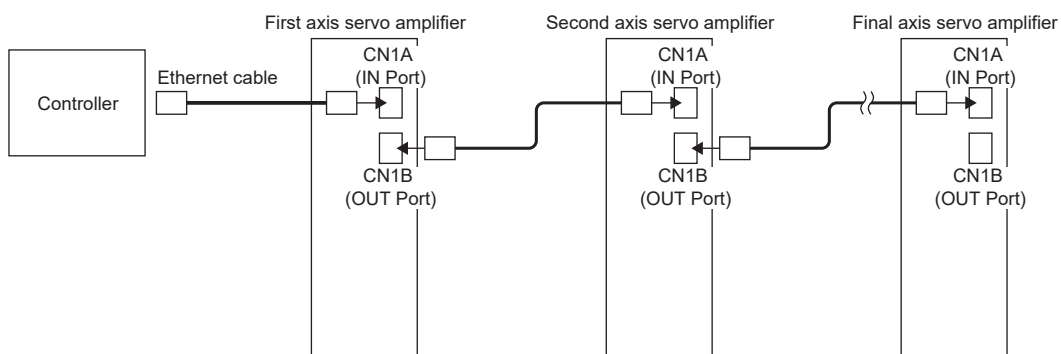 First axis servo amplifier
Second axis servo amplifier
Final axis servo amplifier
Controller
Ethernet cable
CN1A
(IN Port)
CN1B
(OUT Port)
CN1A
(IN Port)
CN1B
(OUT Port)
CN1A
(IN Port)
CN1B
(OUT Port)